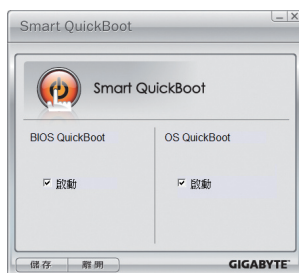 Smart QuickBoot
Smart QuickBoot
BIOS QuickBoot
OS QuickBoot
啟動
啟動
儲存
離開
GIGABYTE